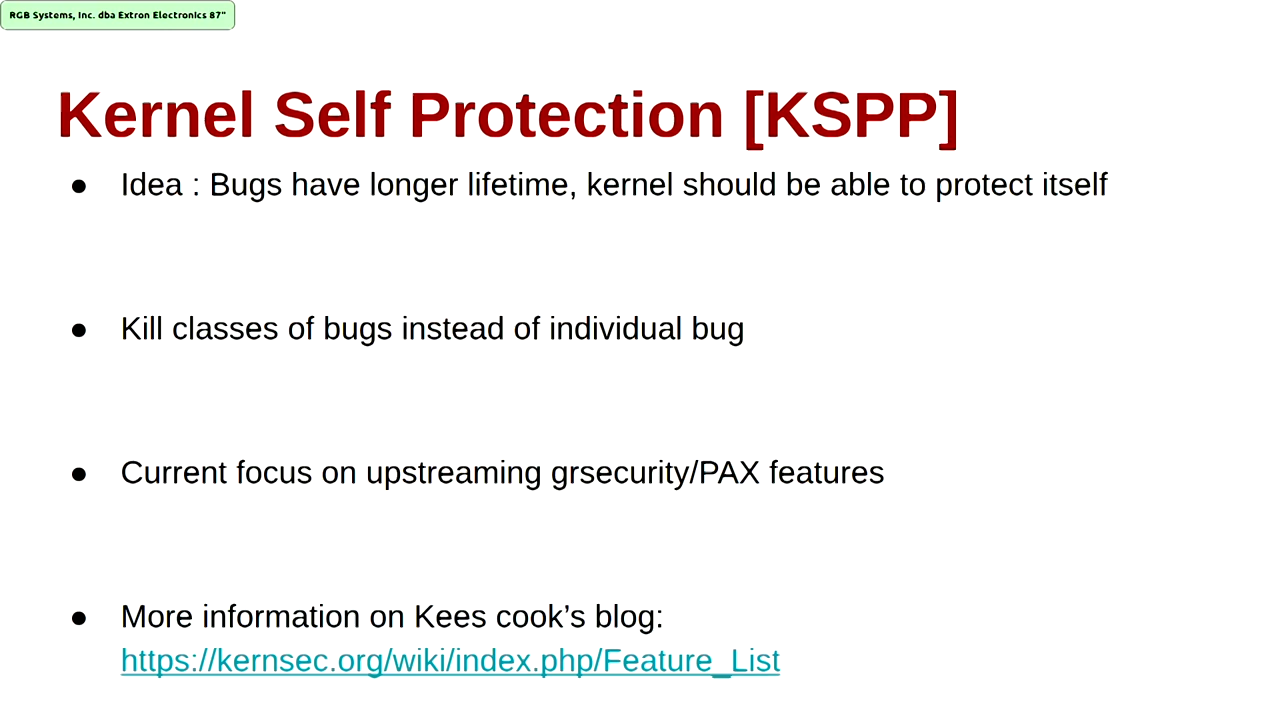 RGB Systems, Inc. dba Extron Electronics 87"
Kernel Self Protection [KSPP]
● Idea : Bugs have longer lifetime, kernel should be able to protect itself
● Kill classes of bugs instead of individual bug
● Current focus on upstreaming grsecurity/PAX features
● More information on Kees cook’s blog:
https://kernsec.org/wiki/index.php/Feature_List